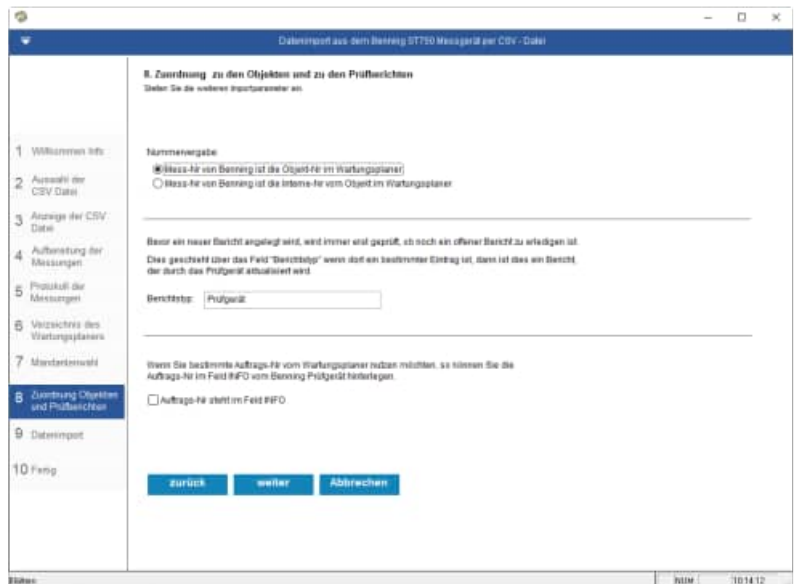 Datenimport aus dem Benning ST750 Messgerät per CSV - Datei
8. Zuordnung zu den Objekten und zu den Prüfberichten
Stellen Sie die weiteren Importparameter ein.
1 Willkommen Info
2 Auswahl der
CSV Datei
3 Anzeige der CSV
Datei
4 Aufbereitung der
Messungen
5 Protokoll der
Messungen
6 Verzeichnis des
Wartungsplaners
7 Mandantenwahl
8 Zuordnung Objekten
und Prüfberichten
9 Datenimport
10 Fertig
Nummernvergabe:
Mess-Nr von Benning ist die Objekt-Nr im Wartungsplaner
Mess-Nr von Benning ist die Interne-Nr vom Objekt im Wartungsplaner
Bevor ein neuer Bericht angelegt wird, wird immer erst geprüft, ob noch ein offener Bericht zu erledigen ist.
Dies geschieht über das Feld "Berichtstyp" wenn dort ein bestimmter Eintrag ist, dann ist dies ein Bericht,
der durch das Prüfgerät aktualisiert wird.
Berichtstyp: Prüfgerät
Wenn Sie bestimmte Auftrags-Nr vom Wartungsplaner nutzen möchten, so können Sie die
Auftrags-Nr im Feld INFO vom Benning Prüfgerät hinterlegen.
Auftrags-Nr steht im Feld INFO
zurück weiter Abbrechen
NUM 10:14:12